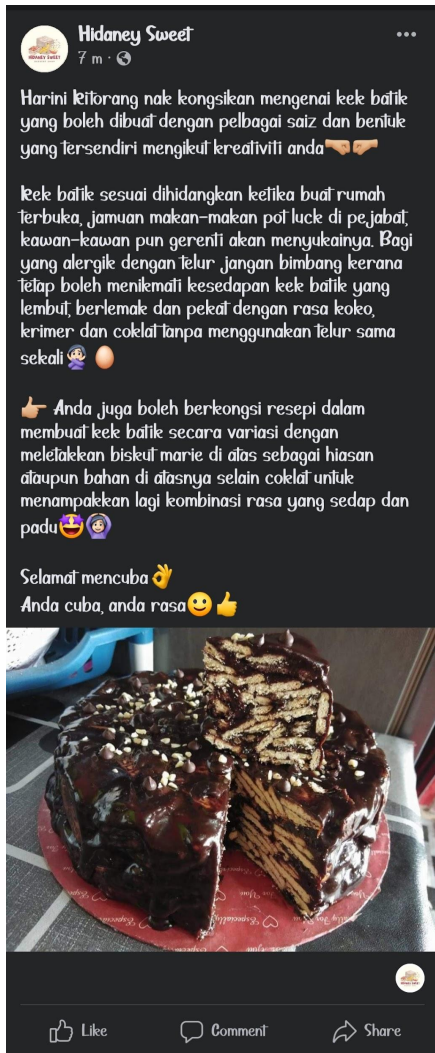 Hidaney Sweet
7 m ·
Harini kitorang nak kongsikan mengenai kek batik
yang boleh dibuat dengan pelbagai saiz dan bentuk
yang tersendiri mengikut kreativiti anda🤜🤛
Kek batik sesuai dihidangkan ketika buat rumah
terbuka, jamuan makan-makan pot luck di pejabat,
kawan-kawan pun gerenti akan menyukainya. Bagi
yang alergik dengan telur jangan bimbang kerana
tetap boleh menikmati kesedapan kek batik yang
lembut, berlemak dan pekat dengan rasa koko,
krimer dan coklat tanpa menggunakan telur sama
sekali🙅🏻‍♀️🥚
👉 Anda juga boleh berkongsi resepi dalam
membuat kek batik secara variasi dengan
meletakkan biskut marie di atas sebagai hiasan
ataupun bahan di atasnya selain coklat untuk
menampakkan lagi kombinasi rasa yang sedap dan
padu🤩🙆🏻‍♀️
Selamat mencuba👌
Anda cuba, anda rasa🙂👍
Like Comment Share